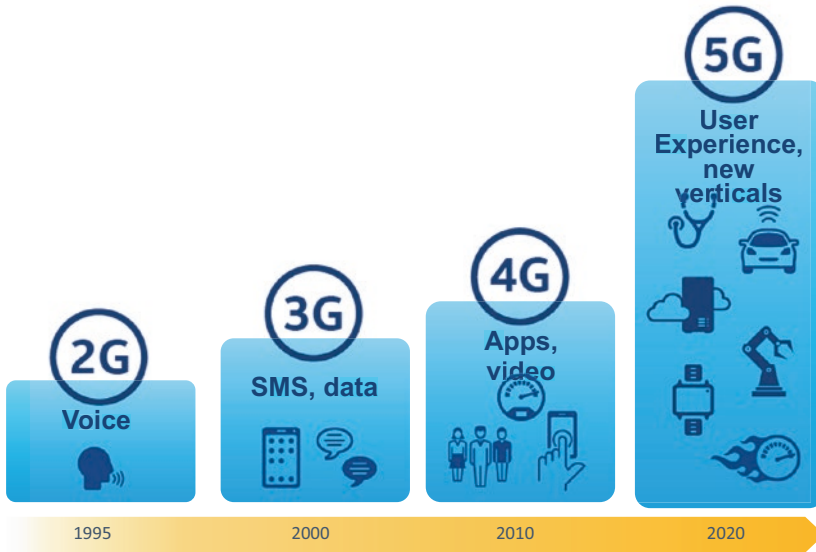 2G
Voice
3G
SMS, data
4G
Apps,
video
5G
User
Experience,
new
verticals
1995
2000
2010
2020